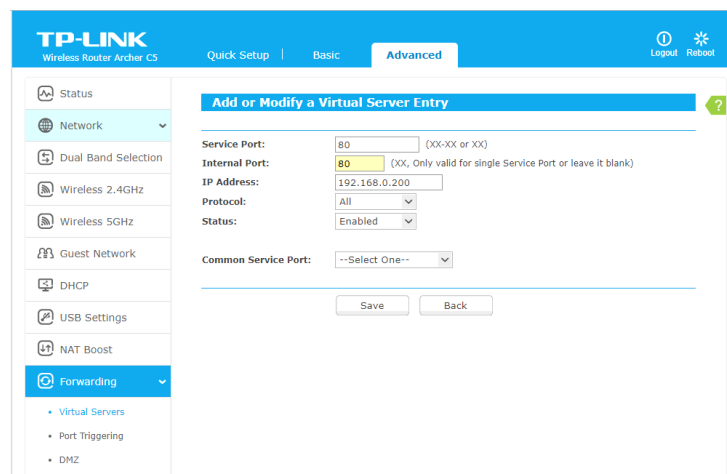 TP-LINK
Wireless Router Archer C5
Quick Setup
Basic
Advanced
Logout
Reboot
Status
Network
Dual Band Selection
Wireless 2.4GHz
Wireless 5GHz
Guest Network
DHCP
USB Settings
NAT Boost
Forwarding
Virtual Servers
Port Triggering
DMZ
Add or Modify a Virtual Server Entry
?
Service Port: 80 (XX-XX or XX)
Internal Port: 80 (XX, Only valid for single Service Port or leave it blank)
IP Address: 192.168.0.200
Protocol: All
Status: Enabled
Common Service Port: --Select One--
Save Back